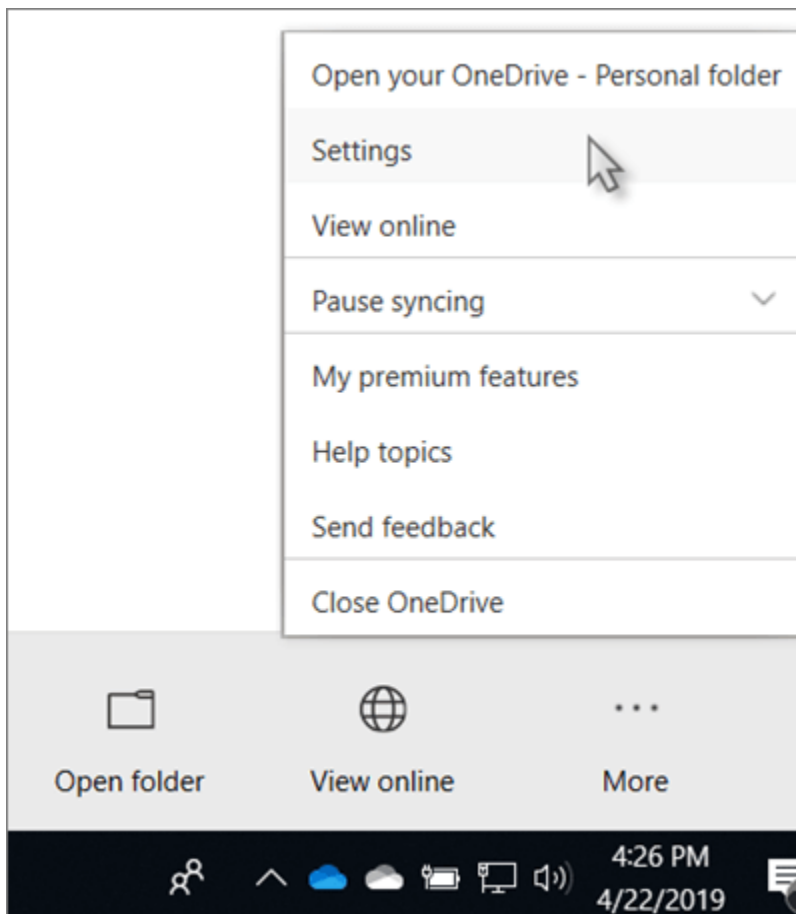 Open your OneDrive - Personal folder
Settings
View online
Pause syncing
My premium features
Help topics
Send feedback
Close OneDrive
Open folder
View online
More
4:26 PM
4/22/2019